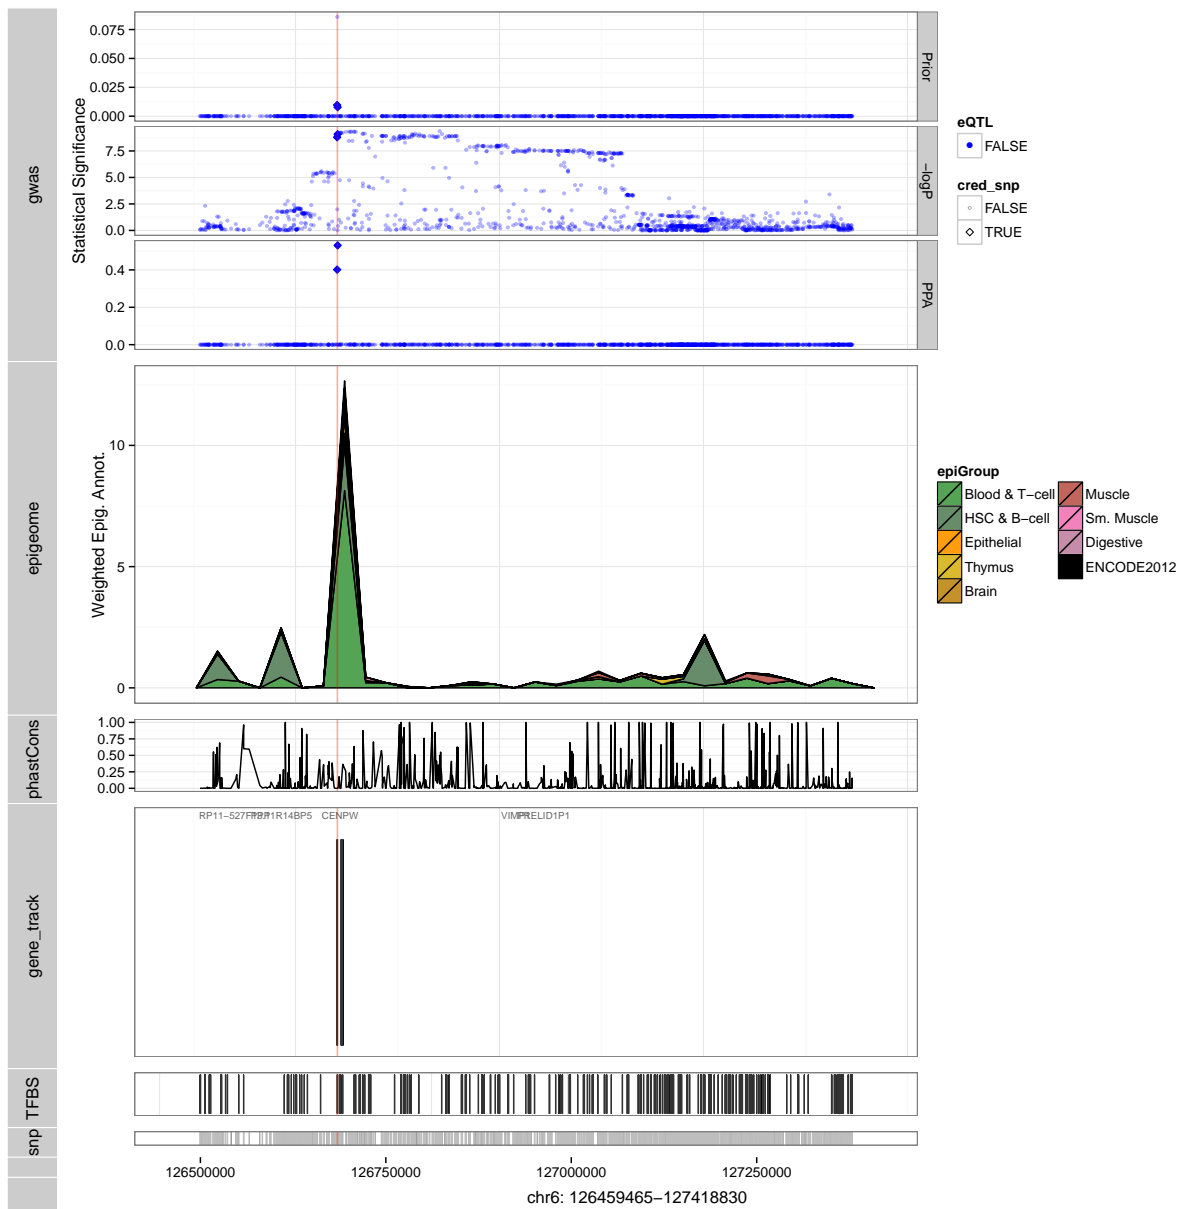 gwas
Statistical Significance
0.075
0.050
0.025
0.000
Prior
7.5
5.0
2.5
0.0
−logP
0.4
0.2
0.0
PPA
eQTL
FALSE
cred_snp
FALSE
TRUE
epigeome
Weighted Epig. Annot.
10
5
0
epiGroup
Blood & T−cell
HSC & B−cell
Epithelial
Thymus
Brain
Muscle
Sm. Muscle
Digestive
ENCODE2012
phastCons
1.00
0.75
0.50
0.25
0.00
gene_track
CENPW
TFBS
snp
126500000 126750000 127000000 127250000
chr6: 126459465−127418830